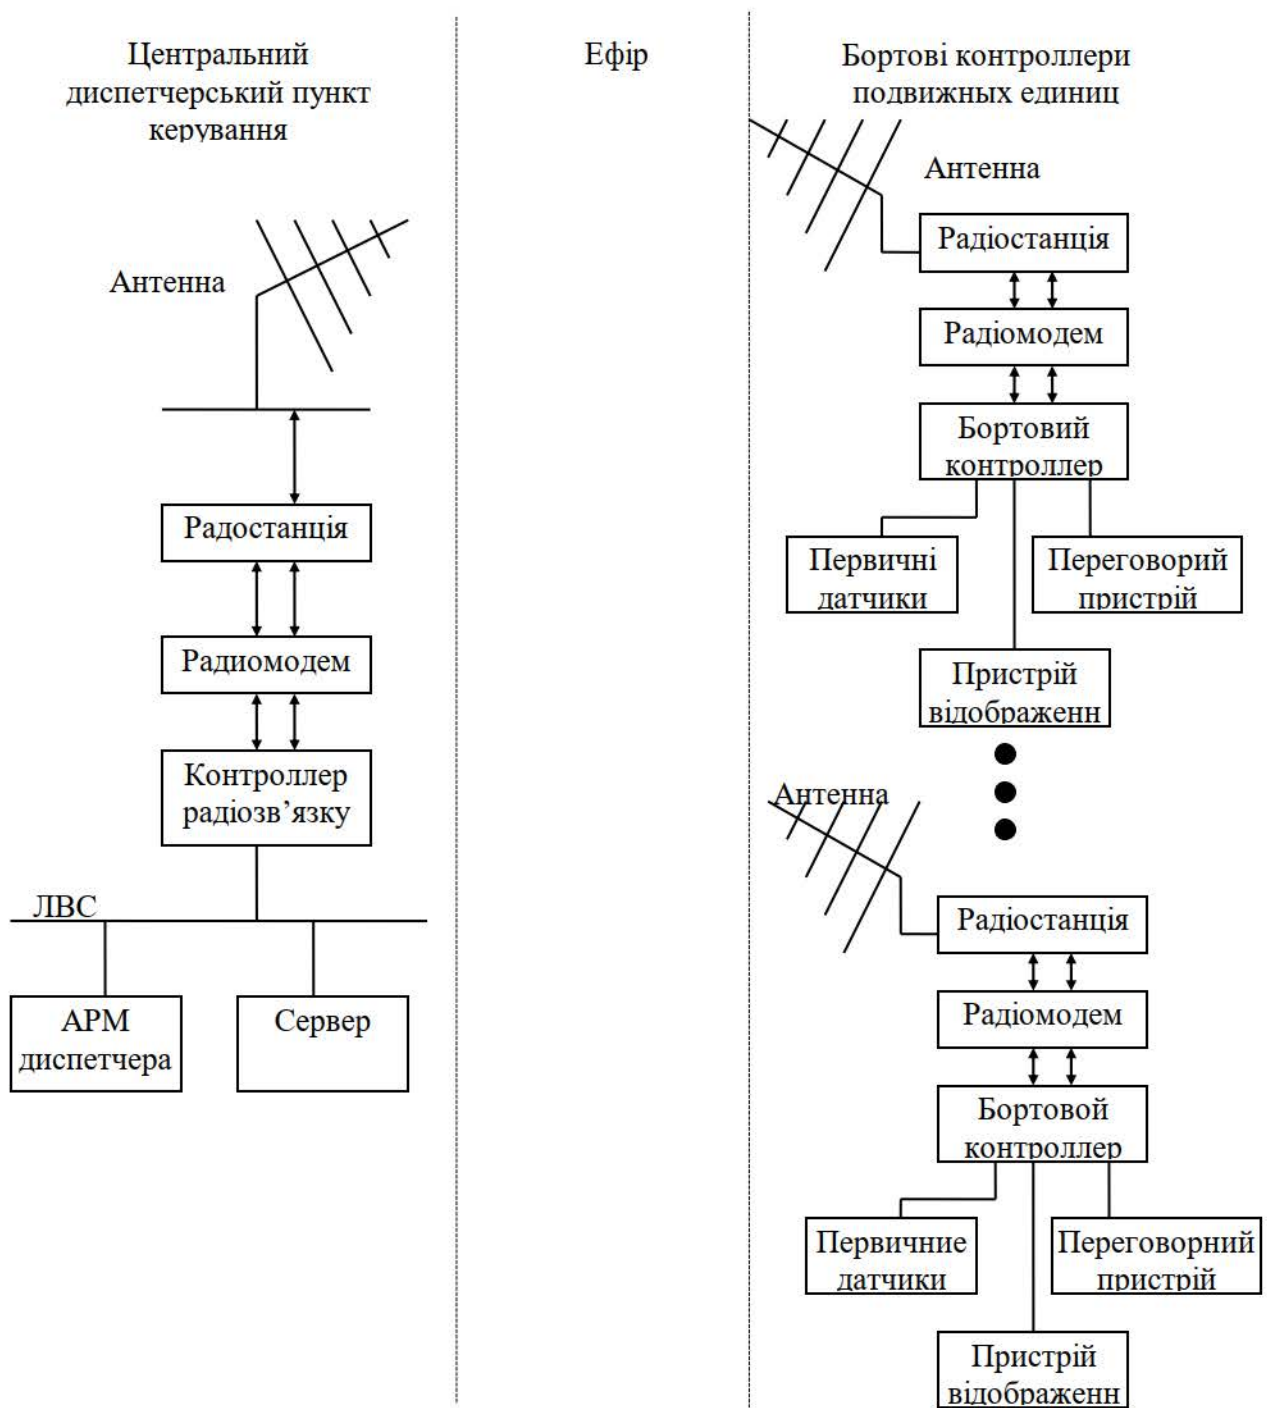 Центральний
диспетчерський пункт
керування
Антенна
Радостанція
Радиомодем
Контроллер
радіозв’язку
ЛВС
АРМ
диспетчера
Сервер
Ефір
Бортові контроллери
подвижных единиц
Антенна
Радіостанція
Радіомодем
Бортовий
контроллер
Первичні
датчики
Переговорий
пристрій
Пристрій
відображенн
Антенна
Радіостанція
Радіомодем
Бортовой
контроллер
Первичние
датчики
Переговорний
пристрій
Пристрій
відображенн